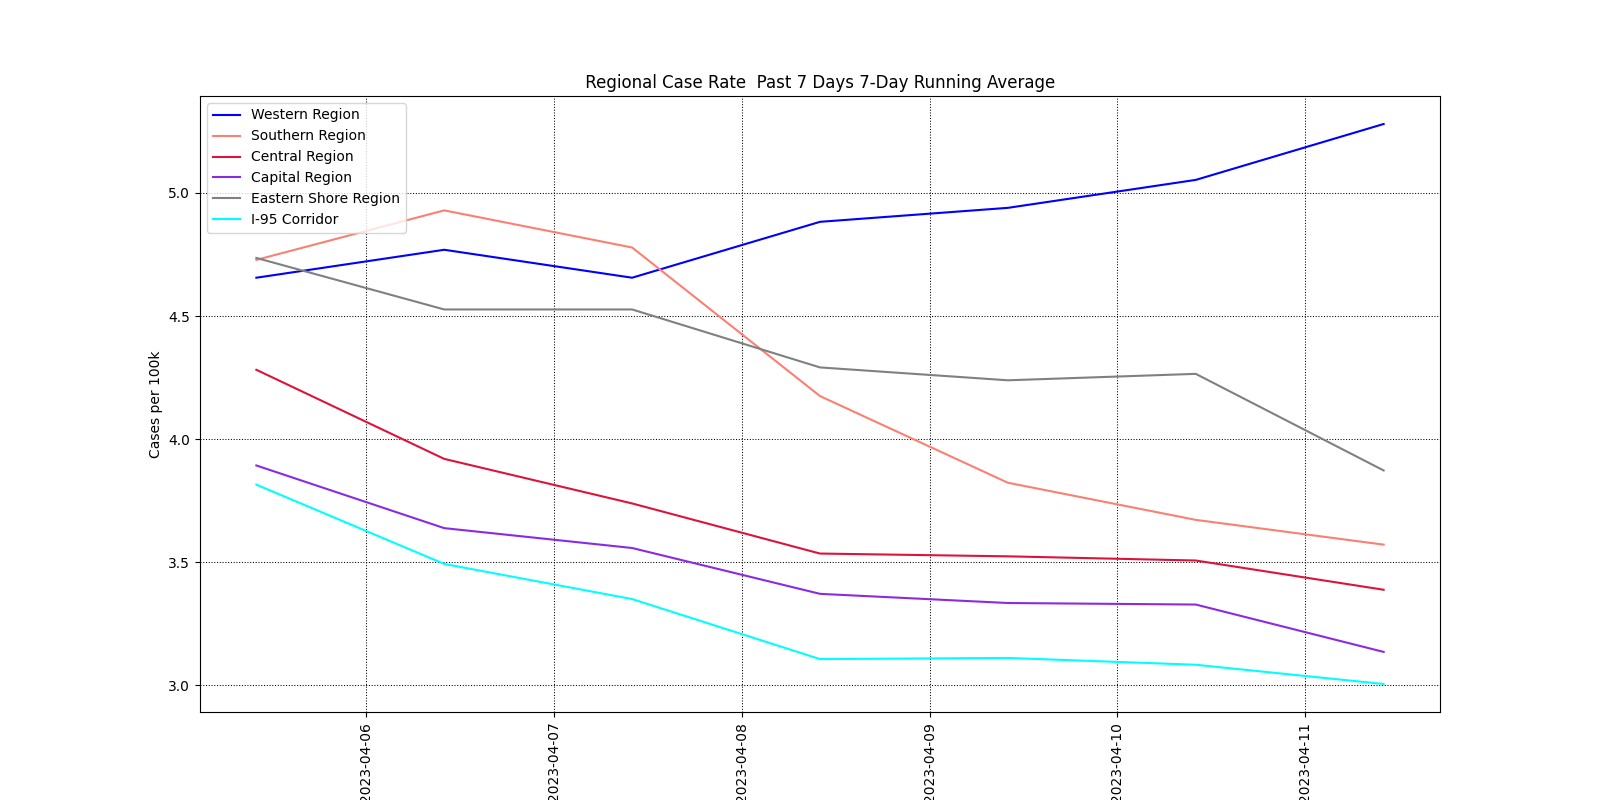 Regional Case Rate  Past 7 Days 7-Day Running Average
Western Region
Southern Region
Central Region
Capital Region
Eastern Shore Region
I-95 Corridor
Cases per 100k
5.0
4.5
4.0
3.5
3.0
2023-04-06
2023-04-07
2023-04-08
2023-04-09
2023-04-10
2023-04-11